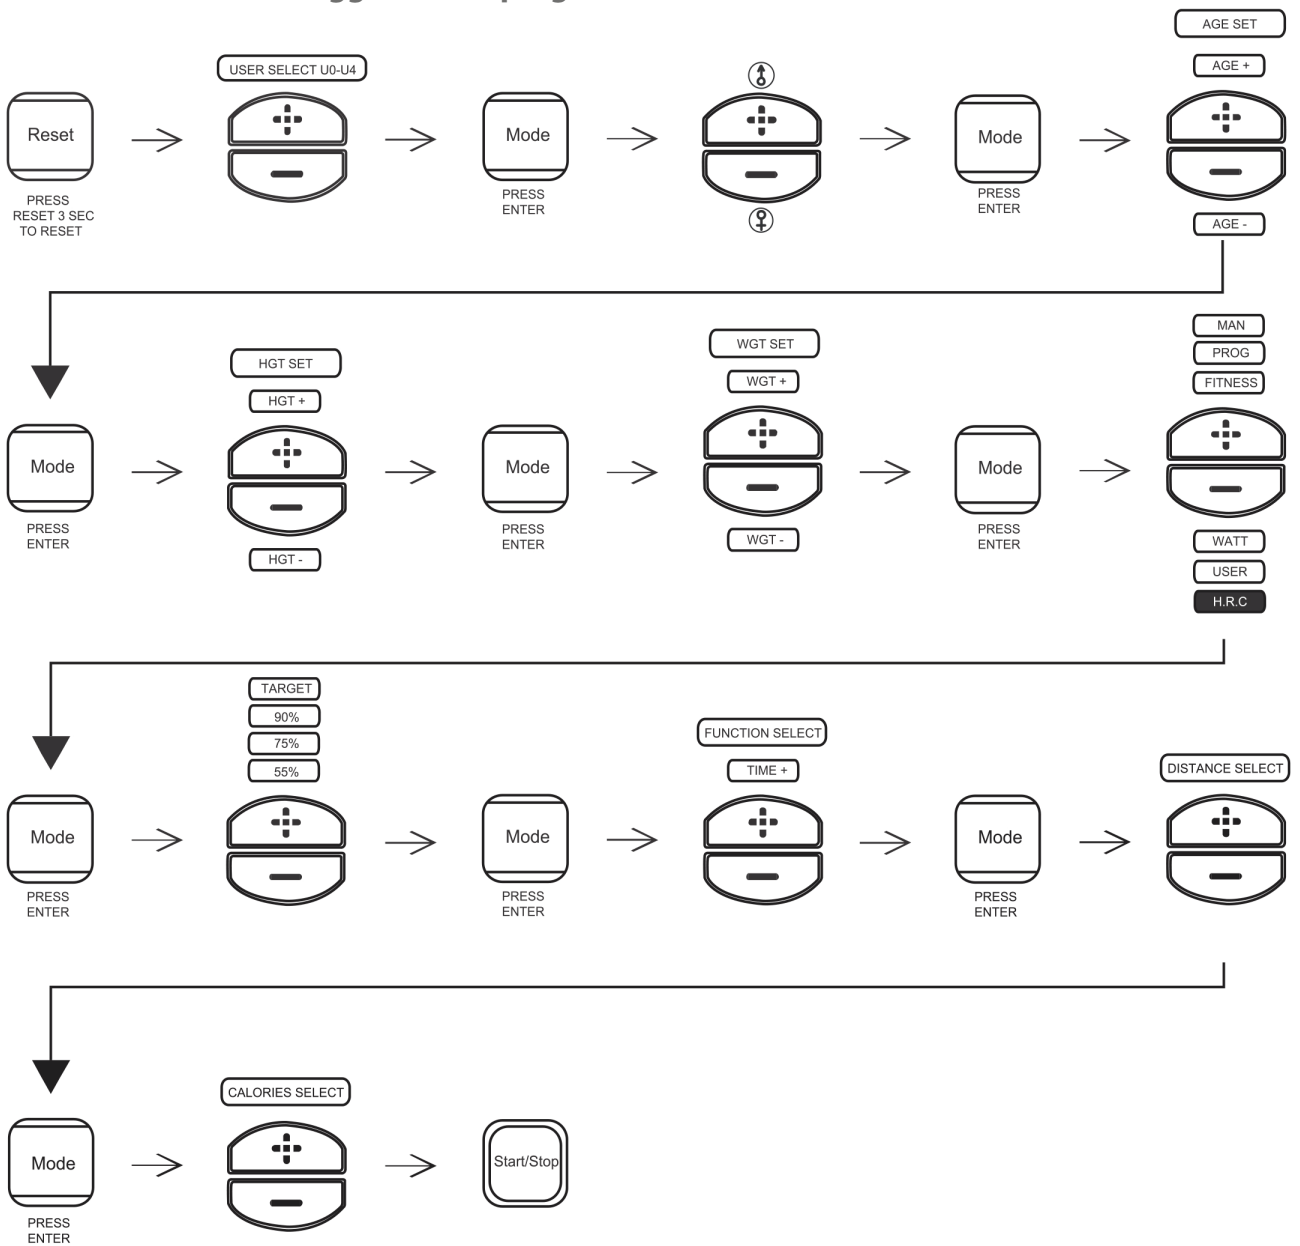 USER SELECT U0-U4
Reset
PRESS
RESET 3 SEC
TO RESET
Mode
PRESS
ENTER
Mode
PRESS
ENTER
AGE SET
AGE +
AGE -
Mode
PRESS
ENTER
HGT SET
HGT +
HGT -
Mode
PRESS
ENTER
WGT SET
WGT +
WGT -
Mode
PRESS
ENTER
MAN
PROG
FITNESS
WATT
USER
H.R.C
Mode
PRESS
ENTER
TARGET
90%
75%
55%
Mode
PRESS
ENTER
FUNCTION SELECT
TIME +
Mode
PRESS
ENTER
DISTANCE SELECT
Mode
PRESS
ENTER
CALORIES SELECT
Start/Stop